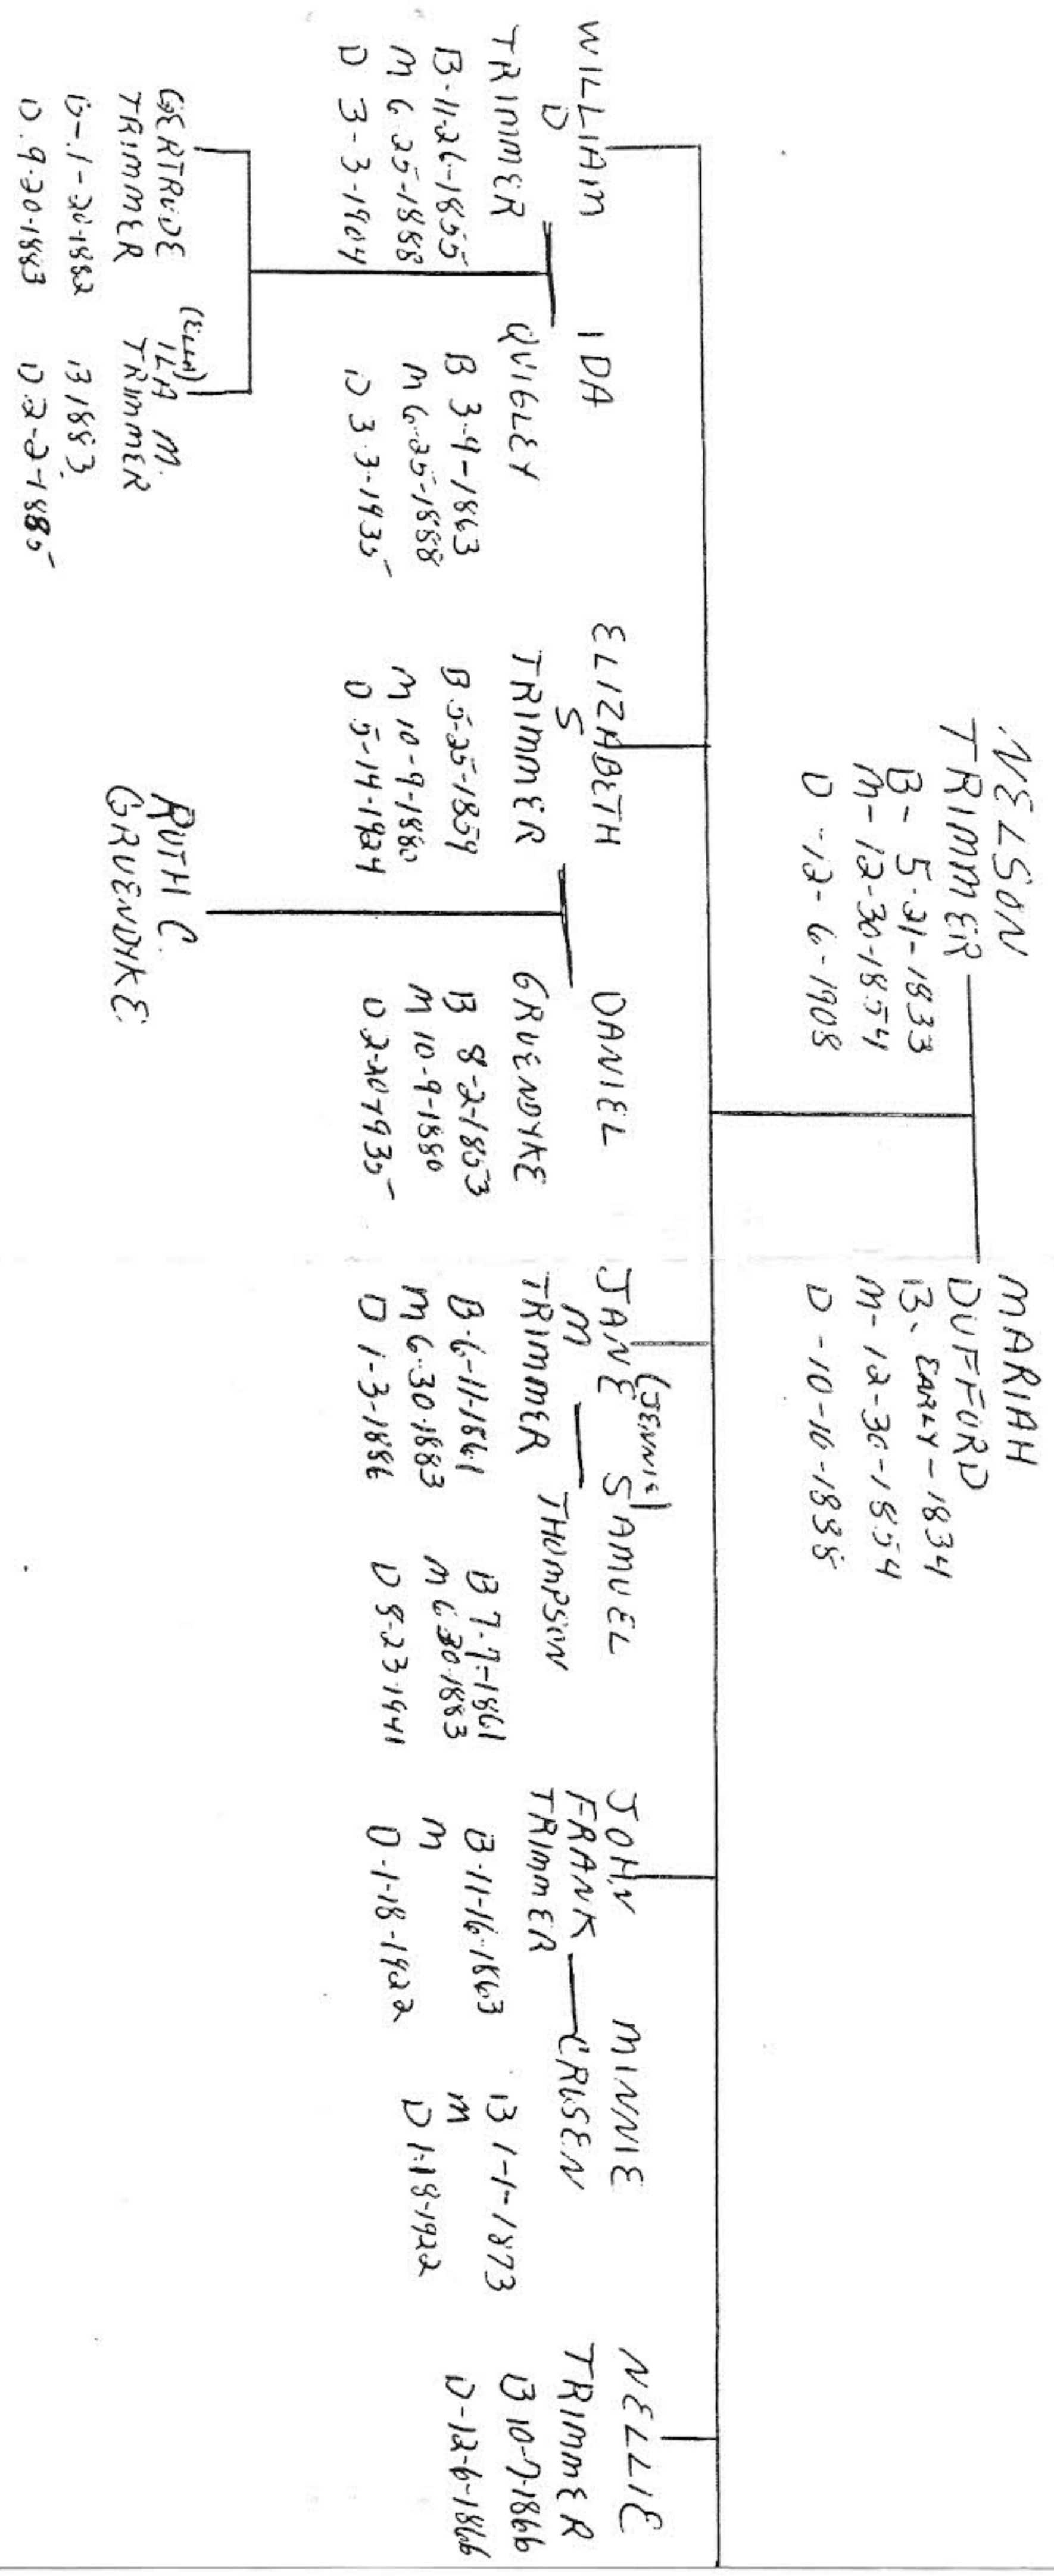 NELSON
TRIMMER
B- 5-21-1833
M- 12-30-1854
D -12- 6-1908
MARIAH
DUFFORD
B- EARLY-1834
M- 12-30-1854
D -10-10-1888
WILLIAM
D
TRIMMER
B-11-26-1855
M 6 25-1888
D 3-3-1904
IDA
QUIGLEY
B 3-9-1863
M 6-25-1888
D 3-3-1935
ELIZABETH
S
TRIMMER
B 5-25-1859
M 10-9-1880
D 5-14-1924
DANIEL
GRUENDYKE
B 8-2-1853
M 10-9-1880
D 2-20-1935
JANE (JENNIE)
M
TRIMMER
B-6-11-1861
M 6-30-1883
D 1-3-1886
SAMUEL
THOMPSON
B 7-7-1861
M 6 30-1883
D 8-23-1941
JOHN
FRANK
TRIMMER
B-11-16-1863
M
D-1-18-1922
MINNIE
CRUSEN
B 1-1-1873
M
D 1-18-1922
NELLIE
TRIMMER
B 10-7-1866
D-12-6-1866
GERTRUDE
TRIMMER
B-1-20-1882
D. 9-20-1883
(ELLA)
ILA M.
TRIMMER
B 1883
D 2-2-1885
RUTH C.
GRUENDYKE